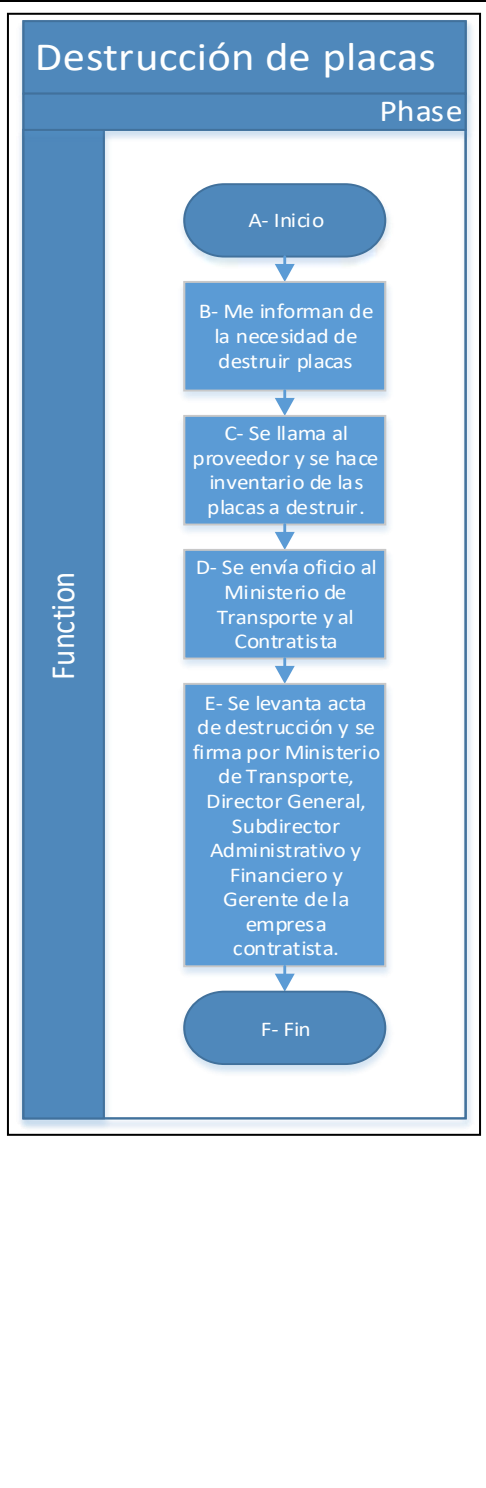 Destrucción de placas
Phase
Function
A- Inicio
B- Me informan de
la necesidad de
destruir placas
C- Se llama al
proveedor y se hace
inventario de las
placas a destruir.
D- Se envía oficio al
Ministerio de
Transporte y al
Contratista
E- Se levanta acta
de destrucción y se
firma por Ministerio
de Transporte,
Director General,
Subdirector
Administrativo y
Financiero y
Gerente de la
empresa
contratista.
F- Fin